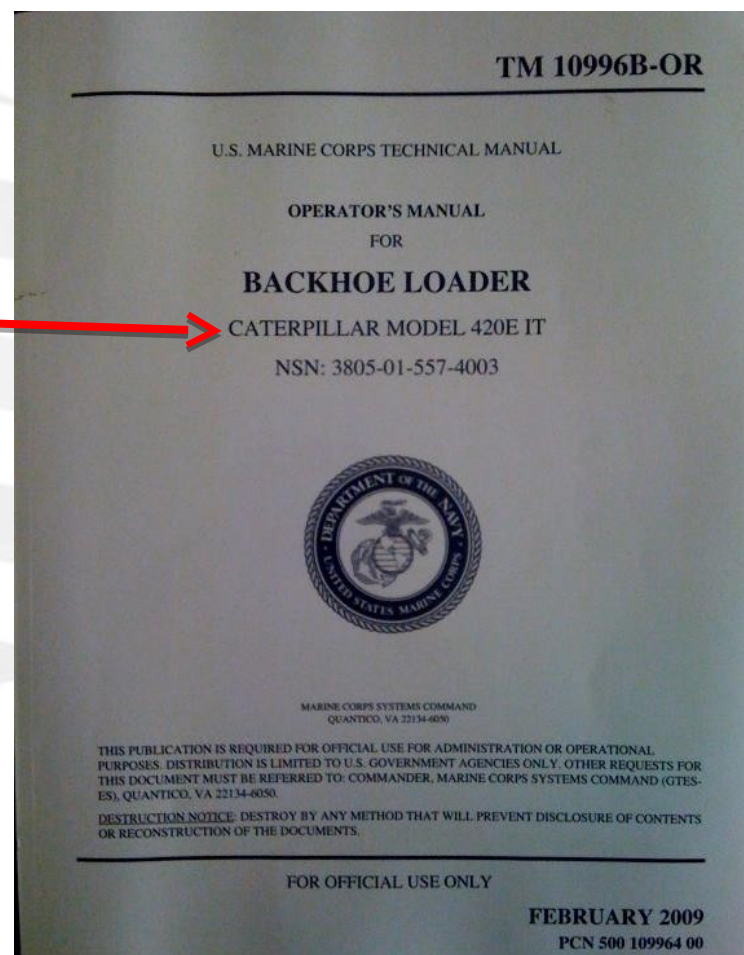 TM 10996B-OR
U.S. MARINE CORPS TECHNICAL MANUAL
OPERATOR'S MANUAL
FOR
BACKHOE LOADER
CATERPILLAR MODEL 420E IT
NSN: 3805-01-557-4003
DEPARTMENT OF THE NAVY
UNITED STATES MARINE CORPS
MARINE CORPS SYSTEMS COMMAND
QUANTICO, VA 22134-6050
THIS PUBLICATION IS REQUIRED FOR OFFICIAL USE FOR ADMINISTRATION OR OPERATIONAL
PURPOSES. DISTRIBUTION IS LIMITED TO U.S. GOVERNMENT AGENCIES ONLY. OTHER REQUESTS FOR
THIS DOCUMENT MUST BE REFERRED TO: COMMANDER, MARINE CORPS SYSTEMS COMMAND (GTES-
ES), QUANTICO, VA 22134-6050.
DESTRUCTION NOTICE: DESTROY BY ANY METHOD THAT WILL PREVENT DISCLOSURE OF CONTENTS
OR RECONSTRUCTION OF THE DOCUMENTS.
FOR OFFICIAL USE ONLY
FEBRUARY 2009
PCN 500 109964 00